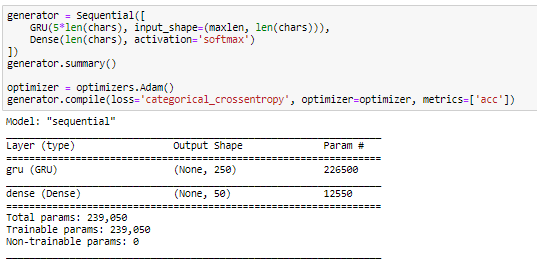 generator = Sequential([
    GRU(5*len(chars), input_shape=(maxlen, len(chars))),
    Dense(len(chars), activation='softmax')
])
generator.summary()
optimizer = optimizers.Adam()
generator.compile(loss='categorical_crossentropy', optimizer=optimizer, metrics=['acc'])
Model: "sequential"
Layer (type) Output Shape Param #
gru (GRU) (None, 250) 226500
dense (Dense) (None, 50) 12550
Total params: 239,050
Trainable params: 239,050
Non-trainable params: 0